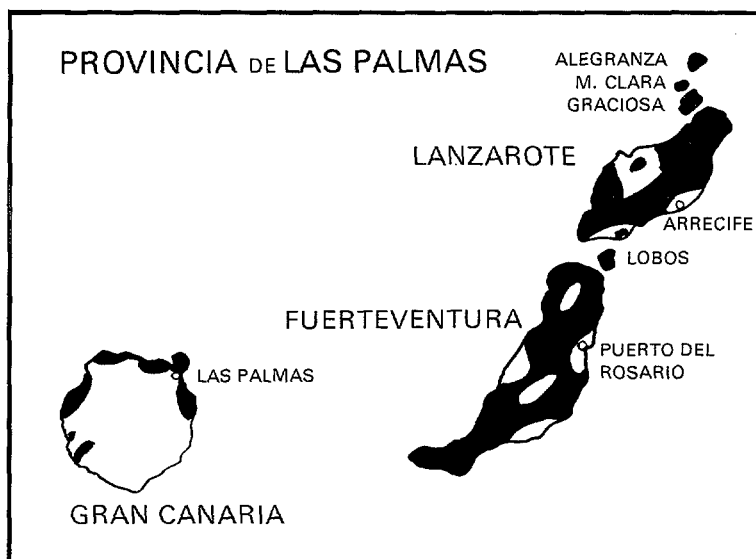 PROVINCIA DE LAS PALMAS
ALEGRANZA
M. CLARA
GRACIOSA
LANZAROTE
ARRECIFE
LOBOS
FUERTEVENTURA
PUERTO DEL
ROSARIO
LAS PALMAS
GRAN CANARIA